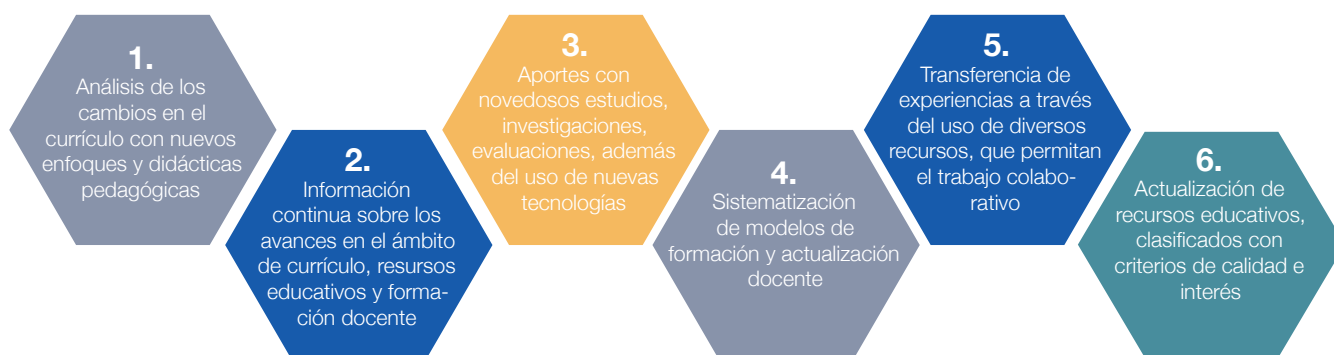 1.
Análisis de los
cambios en el
currículo con nuevos
enfoques y didácticas
pedagógicas
2.
Información
continua sobre los
avances en el ámbito
de currículo, resursos
educativos y forma-
ción docente
3.
Aportes con
novedosos estudios,
investigaciones,
evaluaciones, además
del uso de nuevas
tecnologías
4.
Sistematización
de modelos de
formación y actualización
docente
5.
Transferencia de
experiencias a través
del uso de diversos
recursos, que permitan
el trabajo colabo-
rativo
6.
Actualización de
recursos educativos,
clasificados con
criterios de calidad e
interés